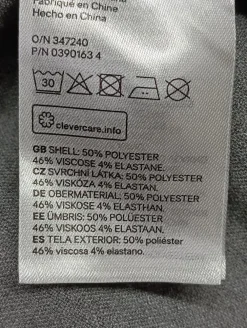 Fabriqué en Chine
Hecho en China
O/N 347240
P/N 0390163 4
30
clevercare.info
GB SHELL: 50% POLYESTER
46% VISCOSE 4% ELASTANE.
CZ SVRCHNÍ LÁTKA: 50% POLYESTER
46% VISKÓZA 4% ELASTAN.
DE OBERMATERIAL: 50% POLYESTER
46% VISKOSE 4% ELASTHAN.
EE ÜMBRIS: 50% POLÜESTER
46% VISKOOS 4% ELASTAAN.
ES TELA EXTERIOR: 50% poliéster
46% viscosa 4% elastano.